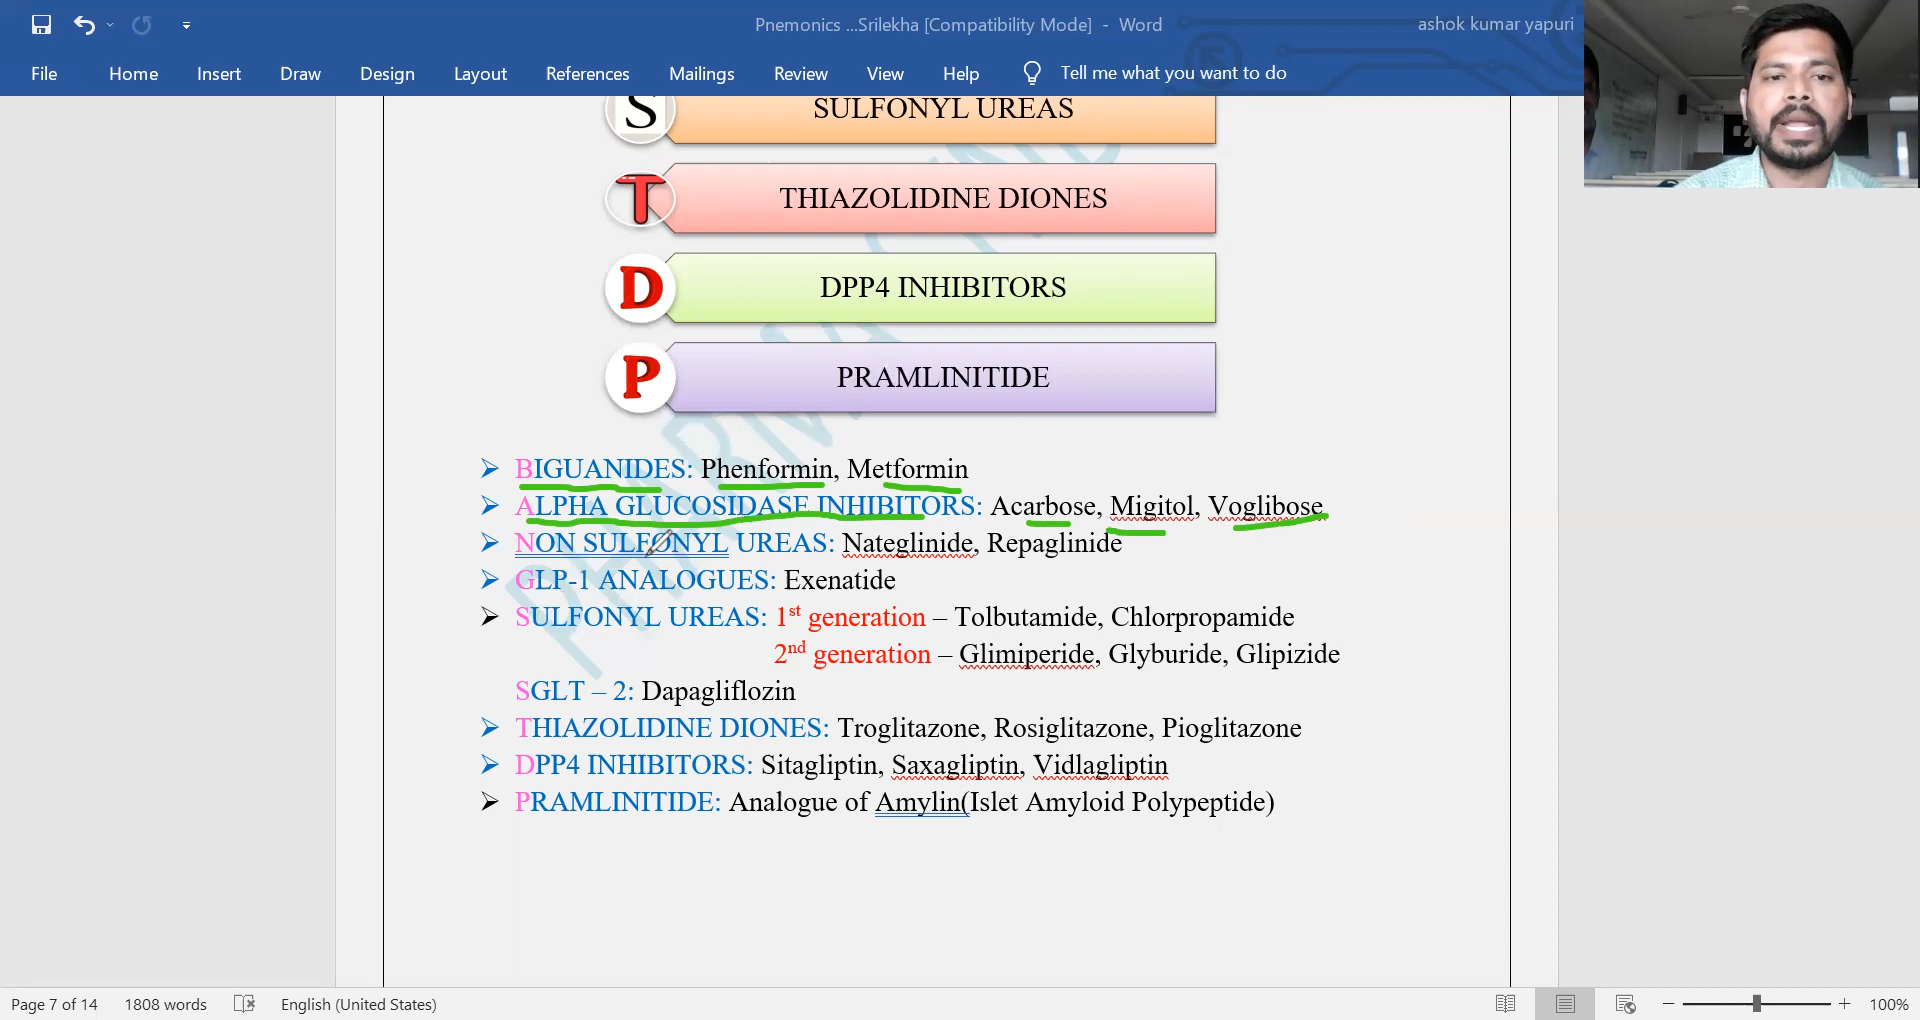 Pnemonics ...Srilekha [Compatibility Mode] - Word
ashok kumar yapuri
File Home Insert Draw Design Layout References Mailings Review View Help Tell me what you want to do
S SULFONYL UREAS
T THIAZOLIDINE DIONES
D DPP4 INHIBITORS
P PRAMLINITIDE
➢ BIGUANIDES: Phenformin, Metformin
➢ ALPHA GLUCOSIDASE INHIBITORS: Acarbose, Migitol, Voglibose
➢ NON SULFONYL UREAS: Nateglinide, Repaglinide
➢ GLP-1 ANALOGUES: Exenatide
➢ SULFONYL UREAS: 1st generation – Tolbutamide, Chlorpropamide
2nd generation – Glimiperide, Glyburide, Glipizide
SGLT – 2: Dapagliflozin
➢ THIAZOLIDINE DIONES: Troglitazone, Rosiglitazone, Pioglitazone
➢ DPP4 INHIBITORS: Sitagliptin, Saxagliptin, Vidlagliptin
➢ PRAMLINITIDE: Analogue of Amylin(Islet Amyloid Polypeptide)
Page 7 of 14 1808 words English (United States) 100%